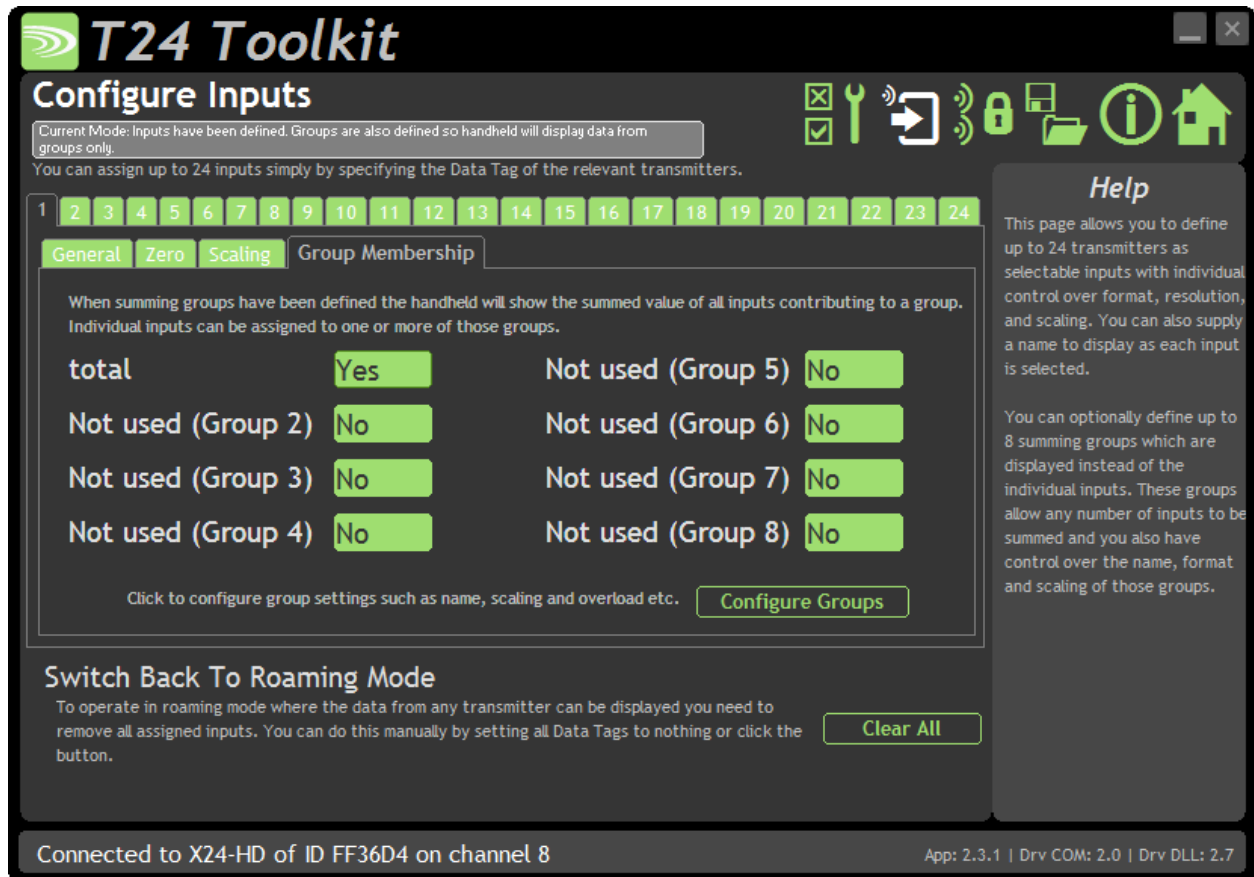 T24 Toolkit
Configure Inputs
Current Mode: Inputs have been defined. Groups are also defined so handheld will display data from
groups only.
You can assign up to 24 inputs simply by specifying the Data Tag of the relevant transmitters.
1 2 3 4 5 6 7 8 9 10 11 12 13 14 15 16 17 18 19 20 21 22 23 24
General Zero Scaling Group Membership
When summing groups have been defined the handheld will show the summed value of all inputs contributing to a group.
Individual inputs can be assigned to one or more of those groups.
total Yes Not used (Group 5) No
Not used (Group 2) No Not used (Group 6) No
Not used (Group 3) No Not used (Group 7) No
Not used (Group 4) No Not used (Group 8) No
Click to configure group settings such as name, scaling and overload etc. Configure Groups
Switch Back To Roaming Mode
To operate in roaming mode where the data from any transmitter can be displayed you need to
remove all assigned inputs. You can do this manually by setting all Data Tags to nothing or click the
button.
Clear All
Help
This page allows you to define
up to 24 transmitters as
selectable inputs with individual
control over format, resolution,
and scaling. You can also supply
a name to display as each input
is selected.
You can optionally define up to
8 summing groups which are
displayed instead of the
individual inputs. These groups
allow any number of inputs to be
summed and you also have
control over the name, format
and scaling of those groups.
Connected to X24-HD of ID FF36D4 on channel 8
App: 2.3.1 | Drv COM: 2.0 | Drv DLL: 2.7